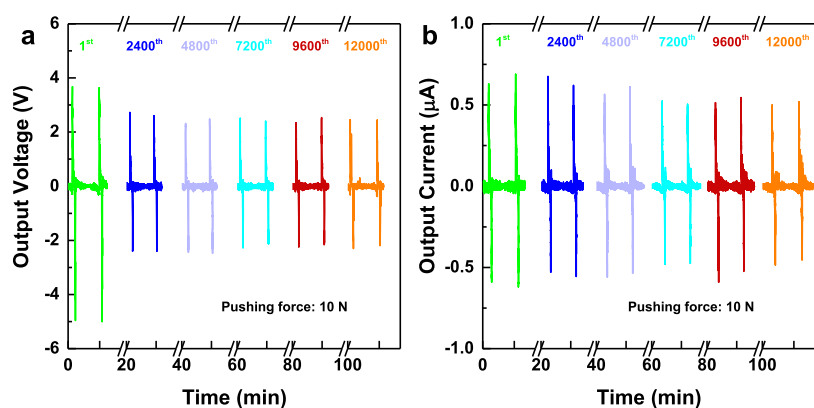 a
1st 2400th 4800th 7200th 9600th 12000th
Output Voltage (V)
6
4
2
0
-2
-4
-6
Pushing force: 10 N
0 20 40 60 80 100
Time (min)
b
1st 2400th 4800th 7200th 9600th 12000th
Output Current (μA)
1.0
0.5
0.0
-0.5
-1.0
Pushing force: 10 N
0 20 40 60 80 100
Time (min)